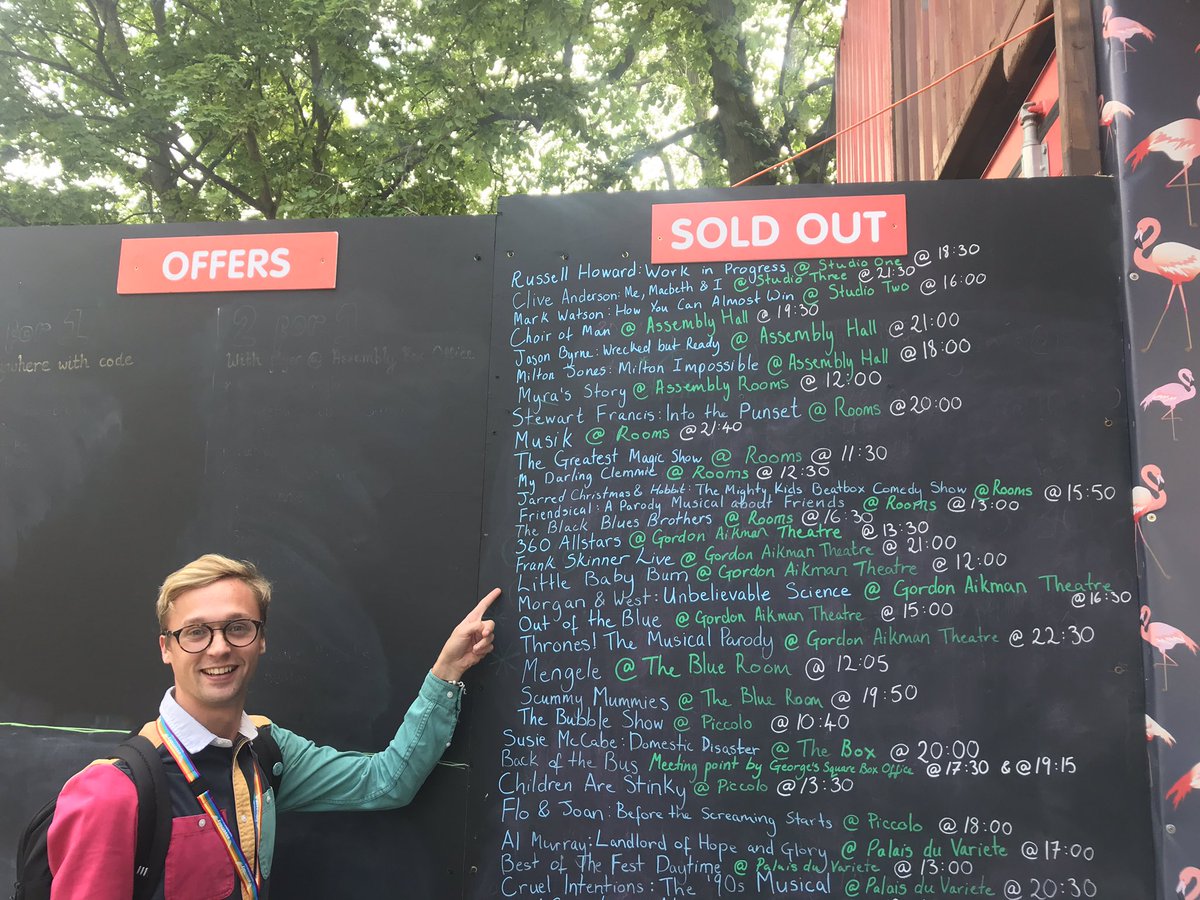 OFFERS
where with code
With flyer @ Assembly Box Office
SOLD OUT
Russell Howard: Work in Progress @ Studio One @ 18:30
Clive Anderson: Me, Macbeth & I @ Studio Three @ 21:30
Mark Watson: How You Can Almost Win @ Studio Two @ 16:00
Choir of Man @ Assembly Hall @ 19:30
Jason Byrne: Wrecked but Ready @ Assembly Hall @ 21:00
Milton Jones: Milton Impossible @ Assembly Hall @ 18:00
Myra's Story @ Assembly Rooms @ 12:00
Stewart Francis: Into the Punset @ Rooms @ 20:00
Musik @ Rooms @ 21:40
The Greatest Magic Show @ Rooms @ 11:30
My Darling Clemmie @ Rooms @ 12:30
Jarred Christmas & Hobbit: The Mighty Kids Beatbox Comedy Show @ Rooms @ 15:50
Friendsical: A Parody Musical about Friends @ Rooms @ 13:00
The Black Blues Brothers @ Rooms @ 16:30
360 Allstars @ Gordon Aikman Theatre @ 13:30
Frank Skinner Live @ Gordon Aikman Theatre @ 21:00
Little Baby Bum @ Gordon Aikman Theatre @ 12:00
Morgan & West: Unbelievable Science @ Gordon Aikman Theatre @ 16:30
Out of the Blue @ Gordon Aikman Theatre @ 15:00
Thrones! The Musical Parody @ Gordon Aikman Theatre @ 22:30
Mengele @ The Blue Room @ 12:05
Scummy Mummies @ The Blue Room @ 19:50
The Bubble Show @ Piccolo @ 10:40
Susie McCabe: Domestic Disaster @ The Box @ 20:00
Back of the Bus Meeting point by George's Square Box Office @ 17:30 & @ 19:15
Children Are Stinky @ Piccolo @ 13:30
Flo & Joan: Before the Screaming Starts @ Piccolo @ 18:00
Al Murray: Landlord of Hope and Glory @ Palais du Variete @ 17:00
Best of The Fest Daytime @ Palais du Variete @ 13:00
Cruel Intentions: The '90s Musical @ Palais du Variete @ 20:30